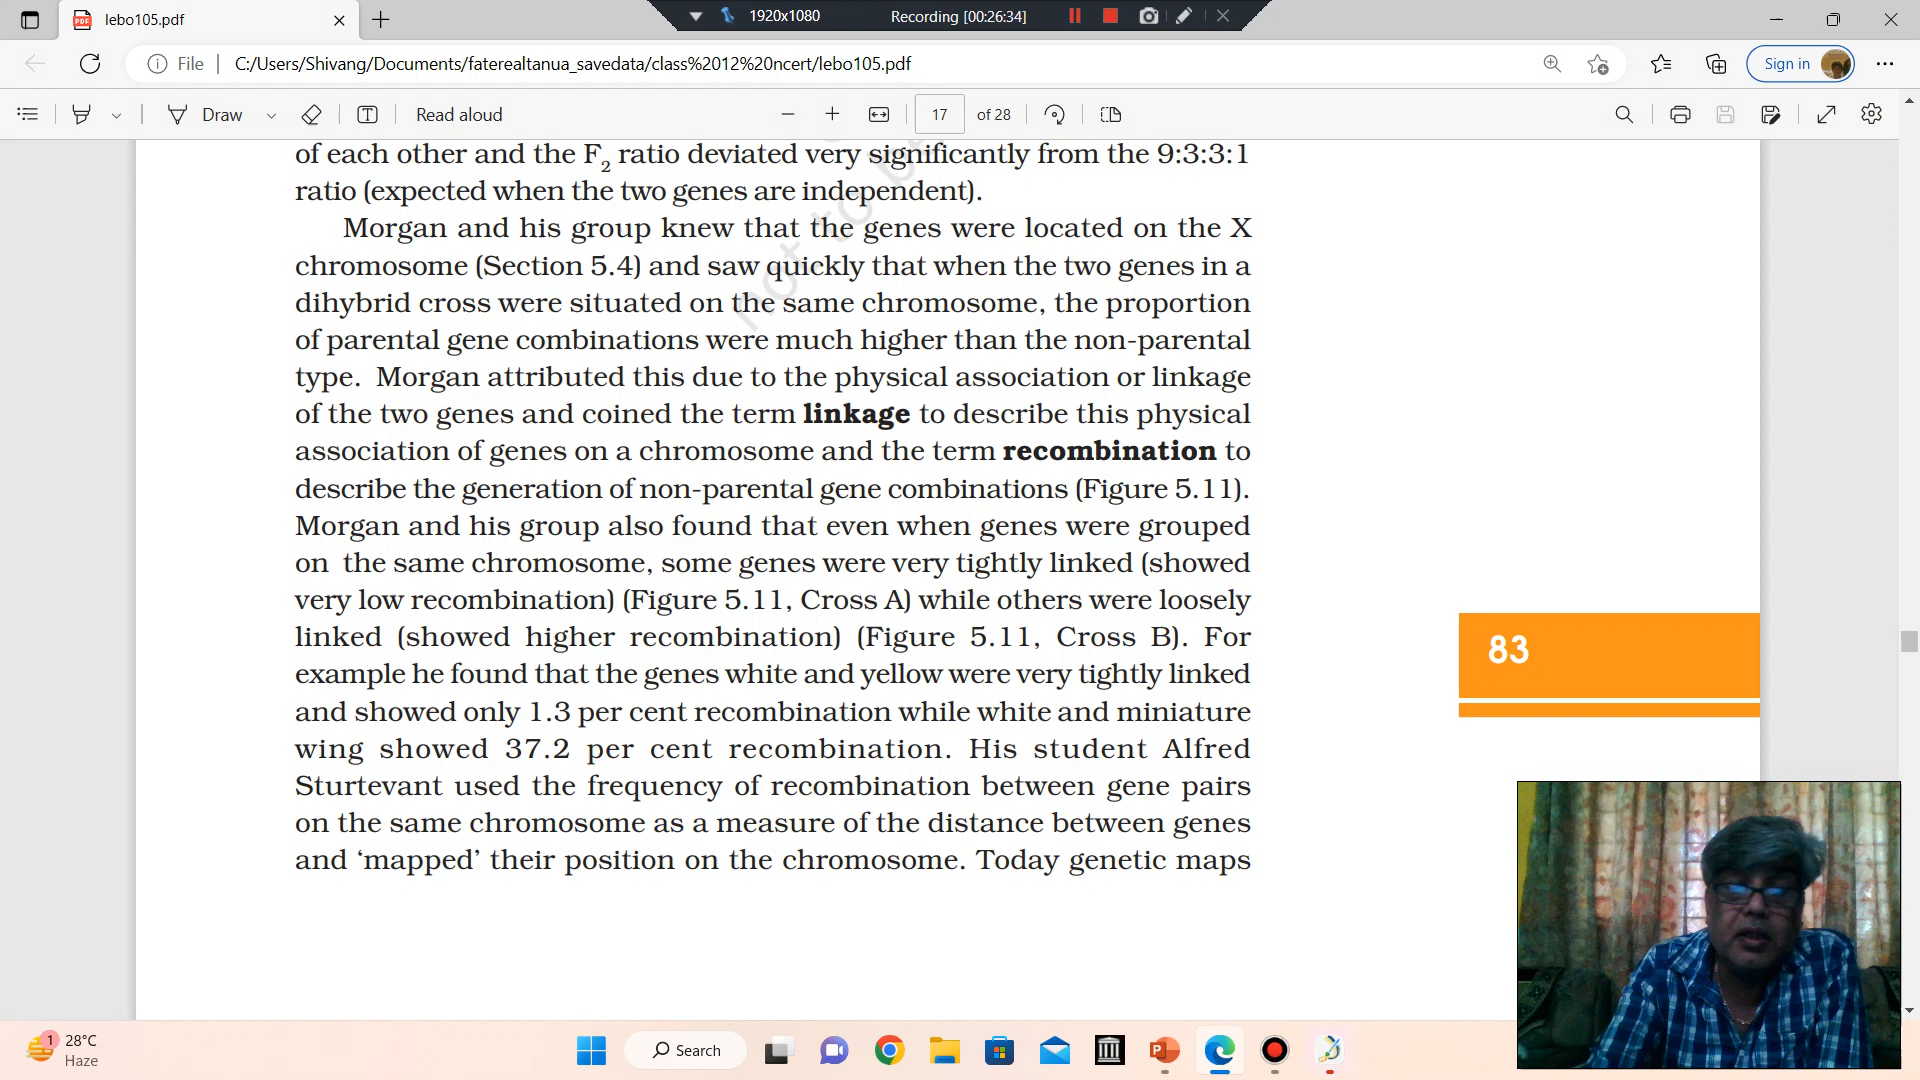 lebo105.pdf
1920x1080
Recording [00:26:34]
File
C:/Users/Shivang/Documents/faterealtanua_savedata/class%2012%20ncert/lebo105.pdf
Sign in
Draw
Read aloud
17
of 28
of each other and the F2 ratio deviated very significantly from the 9:3:3:1
ratio (expected when the two genes are independent).
Morgan and his group knew that the genes were located on the X
chromosome (Section 5.4) and saw quickly that when the two genes in a
dihybrid cross were situated on the same chromosome, the proportion
of parental gene combinations were much higher than the non-parental
type. Morgan attributed this due to the physical association or linkage
of the two genes and coined the term linkage to describe this physical
association of genes on a chromosome and the term recombination to
describe the generation of non-parental gene combinations (Figure 5.11).
Morgan and his group also found that even when genes were grouped
on the same chromosome, some genes were very tightly linked (showed
very low recombination) (Figure 5.11, Cross A) while others were loosely
linked (showed higher recombination) (Figure 5.11, Cross B). For
example he found that the genes white and yellow were very tightly linked
and showed only 1.3 per cent recombination while white and miniature
wing showed 37.2 per cent recombination. His student Alfred
Sturtevant used the frequency of recombination between gene pairs
on the same chromosome as a measure of the distance between genes
and ‘mapped’ their position on the chromosome. Today genetic maps
not to be
83
1
28°C
Haze
Search